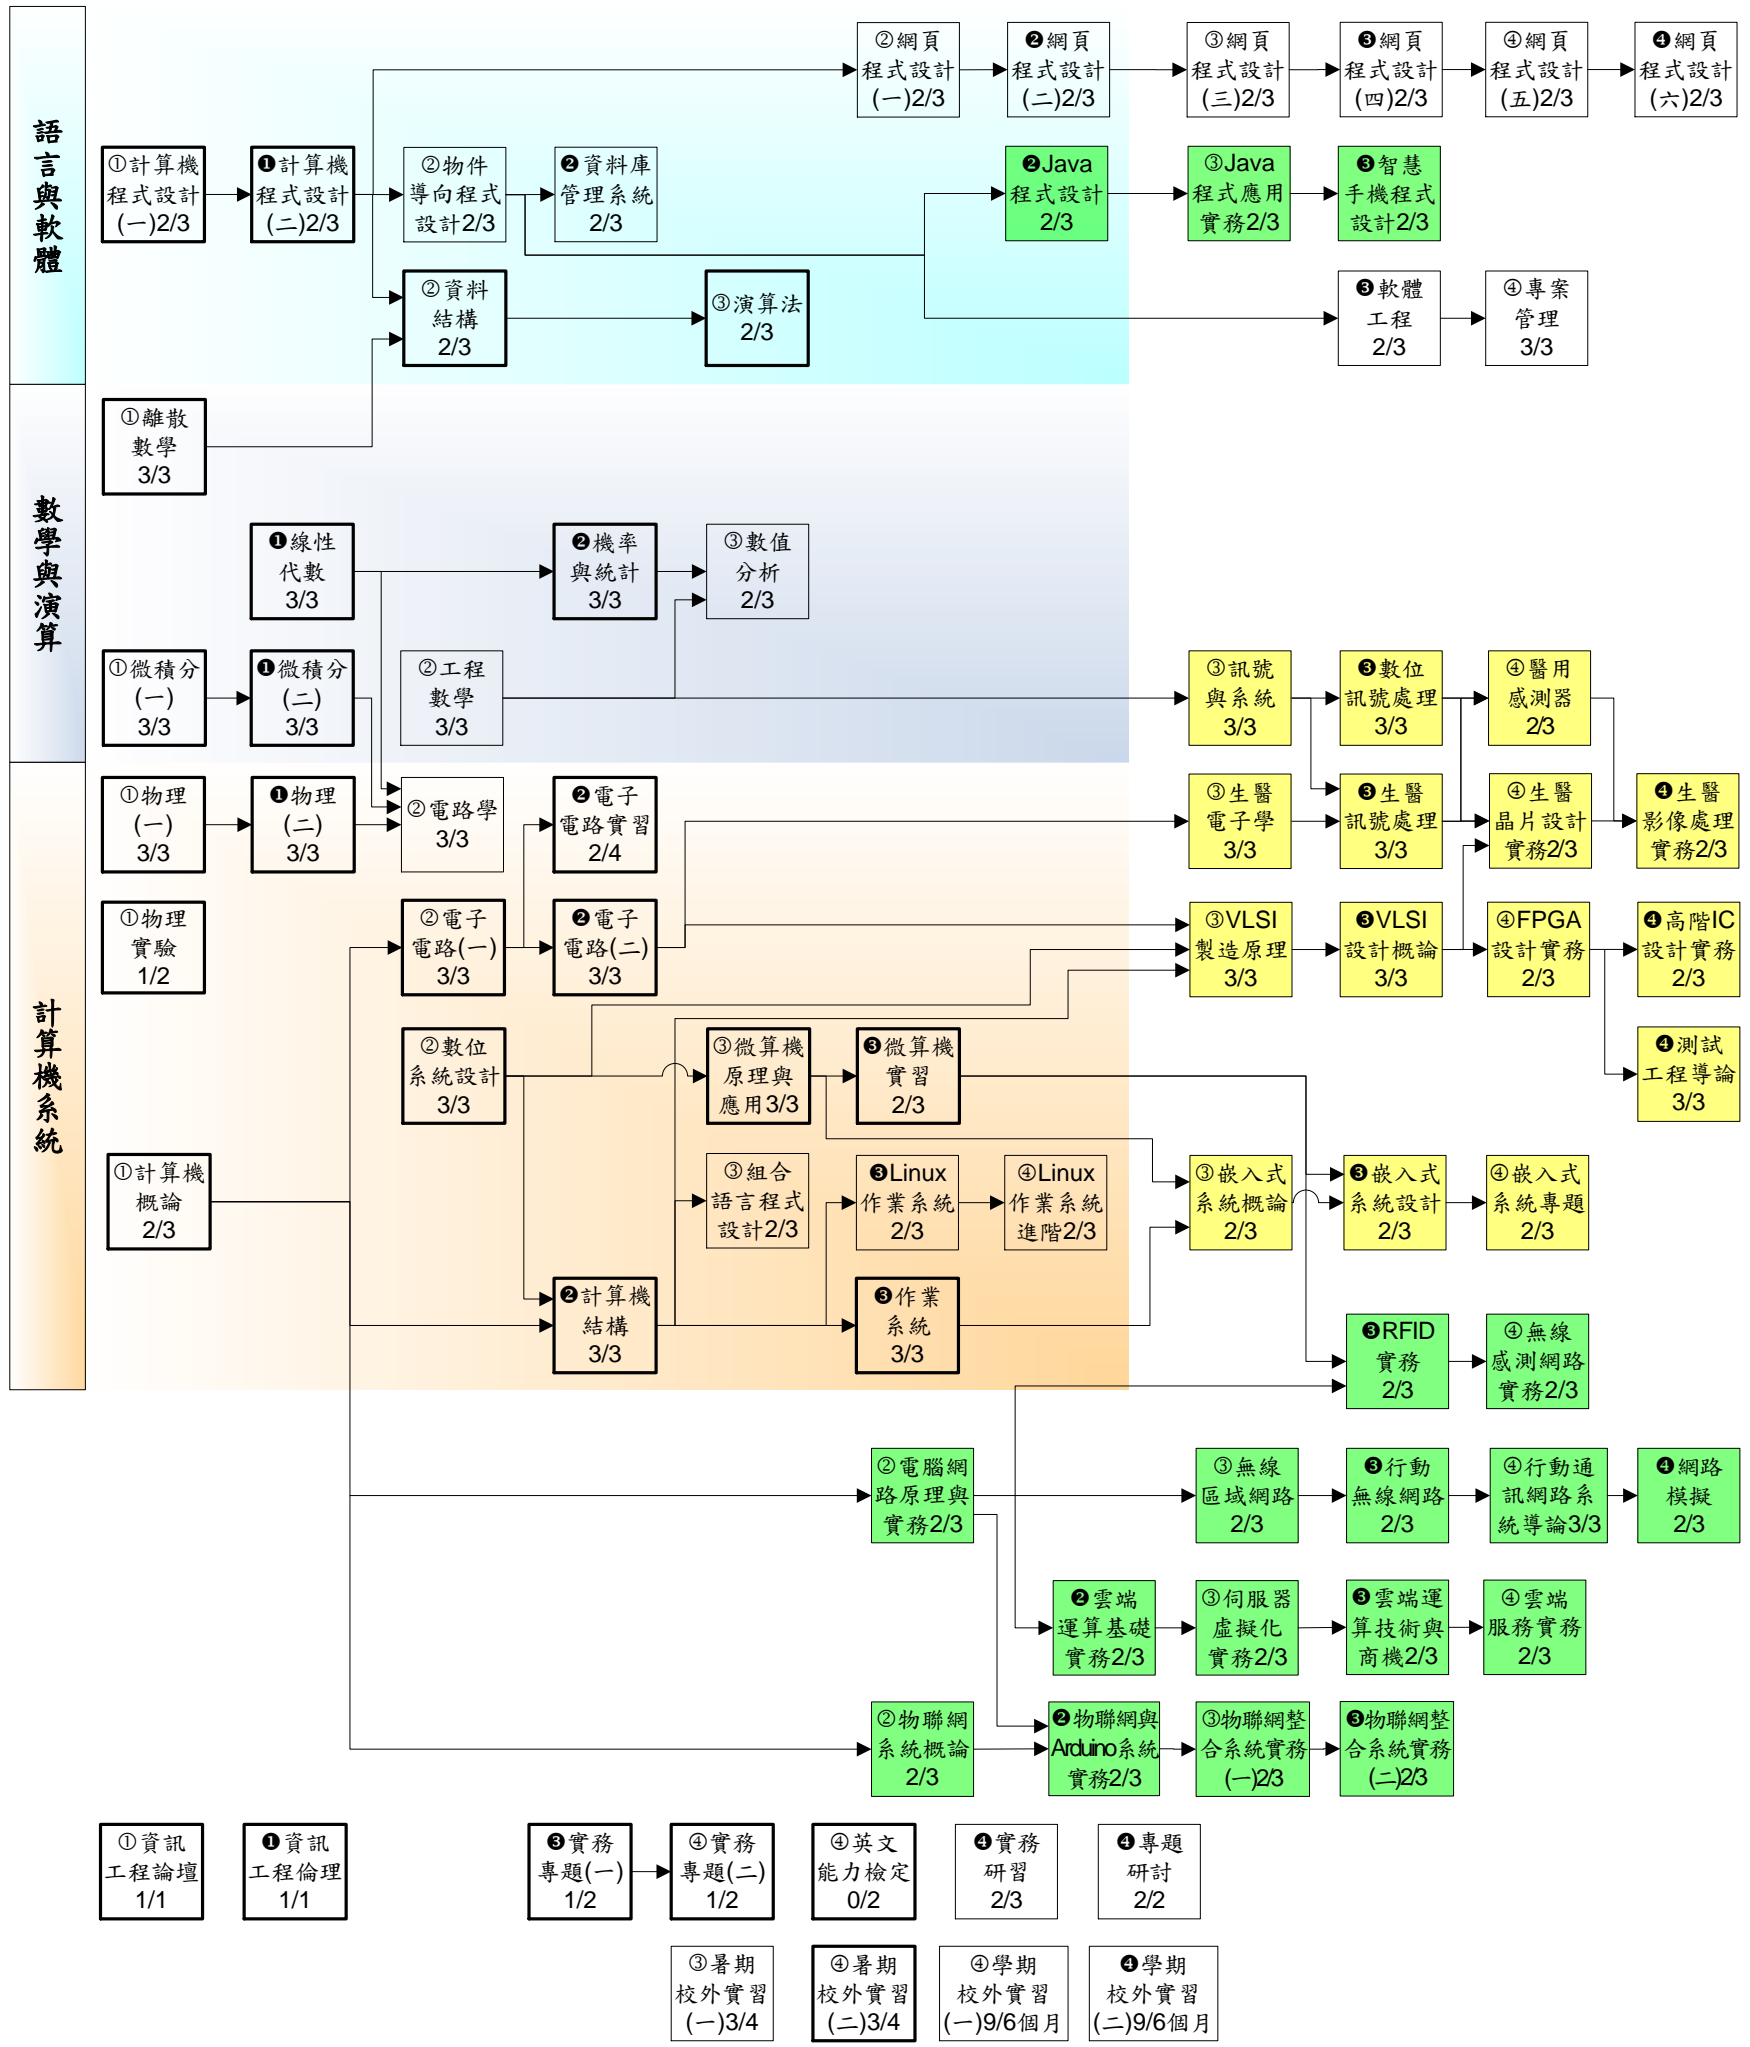 語言與軟體
②網頁
程式設計
(一)2/3
❷網頁
程式設計
(二)2/3
③網頁
程式設計
(三)2/3
❸網頁
程式設計
(四)2/3
④網頁
程式設計
(五)2/3
❹網頁
程式設計
(六)2/3
①計算機
程式設計
(一)2/3
❶計算機
程式設計
(二)2/3
②物件
導向程式
設計2/3
❷資料庫
管理系統
2/3
❷Java
程式設計
2/3
③Java
程式應用
實務2/3
❸智慧
手機程式
設計2/3
②資料
結構
2/3
③演算法
2/3
❸軟體
工程
2/3
④專案
管理
3/3
數學與演算
①離散
數學
3/3
❶線性
代數
3/3
❷機率
與統計
3/3
③數值
分析
2/3
①微積分
(一)
3/3
❶微積分
(二)
3/3
②工程
數學
3/3
③訊號
與系統
3/3
❸數位
訊號處理
3/3
④醫用
感測器
2/3
計算機系統
①物理
(一)
3/3
❶物理
(二)
3/3
②電路學
3/3
❷電子
電路實習
2/4
③生醫
電子學
3/3
❸生醫
訊號處理
3/3
④生醫
晶片設計
實務2/3
❹生醫
影像處理
實務2/3
①物理
實驗
1/2
②電子
電路(一)
3/3
❷電子
電路(二)
3/3
③VLSI
製造原理
3/3
❸VLSI
設計概論
3/3
④FPGA
設計實務
2/3
❹高階IC
設計實務
2/3
②數位
系統設計
3/3
③微算機
原理與
應用3/3
❸微算機
實習
2/3
❹測試
工程導論
3/3
①計算機
概論
2/3
③組合
語言程式
設計2/3
❸Linux
作業系統
2/3
④Linux
作業系統
進階2/3
③嵌入式
系統概論
2/3
❸嵌入式
系統設計
2/3
④嵌入式
系統專題
2/3
❷計算機
結構
3/3
❸作業
系統
3/3
❸RFID
實務
2/3
④無線
感測網路
實務2/3
②電腦網
路原理與
實務2/3
③無線
區域網路
2/3
❸行動
無線網路
2/3
④行動通
訊網路系
統導論3/3
❹網路
模擬
2/3
❷雲端
運算基礎
實務2/3
③伺服器
虛擬化
實務2/3
❸雲端運
算技術與
商機2/3
④雲端
服務實務
2/3
②物聯網
系統概論
2/3
❷物聯網與
Arduino系統
實務2/3
③物聯網整
合系統實務
(一)2/3
❸物聯網整
合系統實務
(二)2/3
①資訊
工程論壇
1/1
❶資訊
工程倫理
1/1
❸實務
專題(一)
1/2
④實務
專題(二)
1/2
④英文
能力檢定
0/2
❹實務
研習
2/3
❹專題
研討
2/2
③暑期
校外實習
(一)3/4
④暑期
校外實習
(二)3/4
④學期
校外實習
(一)9/6個月
❹學期
校外實習
(二)9/6個月